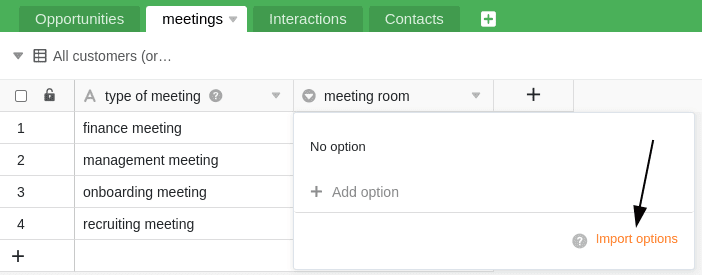 Opportunities meetings Interactions Contacts
All customers (or…
type of meeting meeting room
1 finance meeting
2 management meeting
3 onboarding meeting
4 recruiting meeting
No option
Add option
Import options